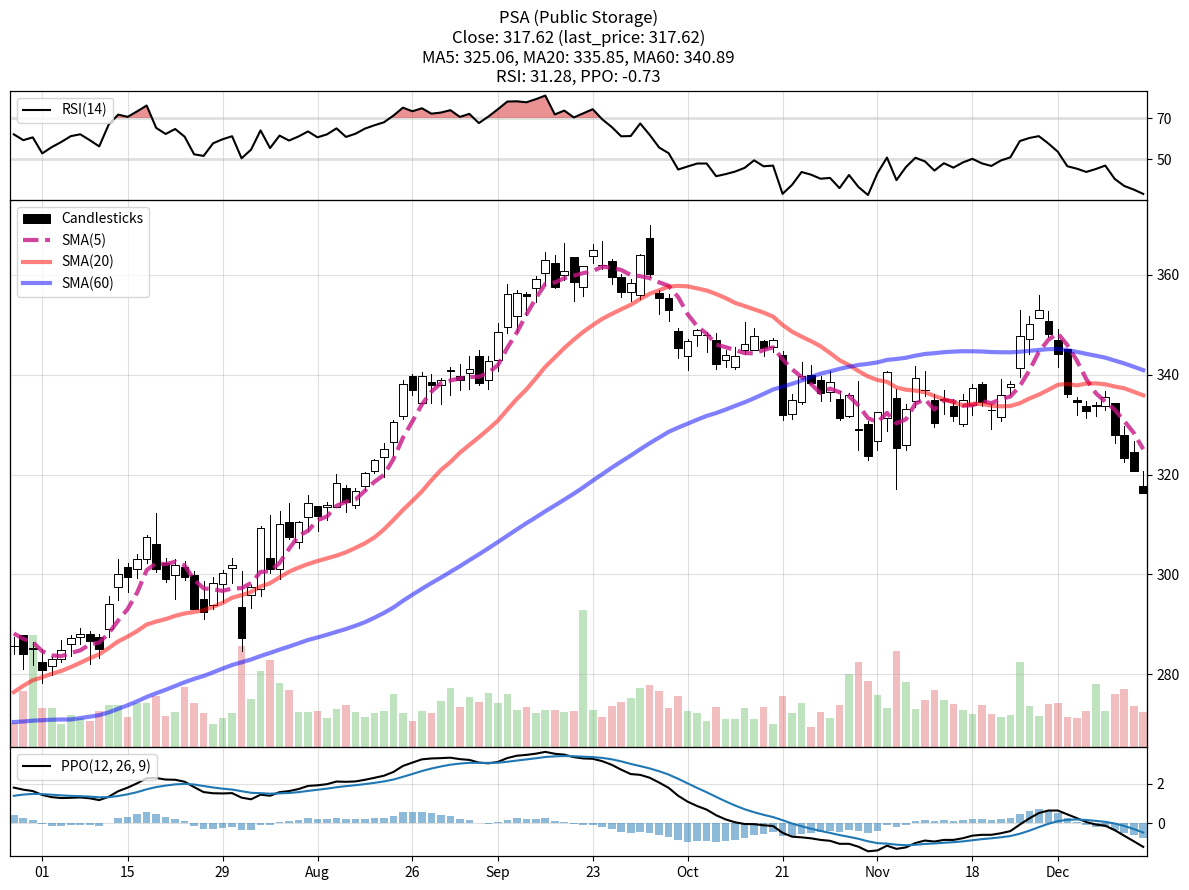 PSA (Public Storage)
Close: 317.62 (last_price: 317.62)
MA5: 325.06, MA20: 335.85, MA60: 340.89
RSI: 31.28, PPO: -0.73
RSI(14)
70
50
Candlesticks
SMA(5)
SMA(20)
SMA(60)
360
340
320
300
280
PPO(12, 26, 9)
2
0
01 15 29 Aug 26 Sep 23 Oct 21 Nov 18 Dec